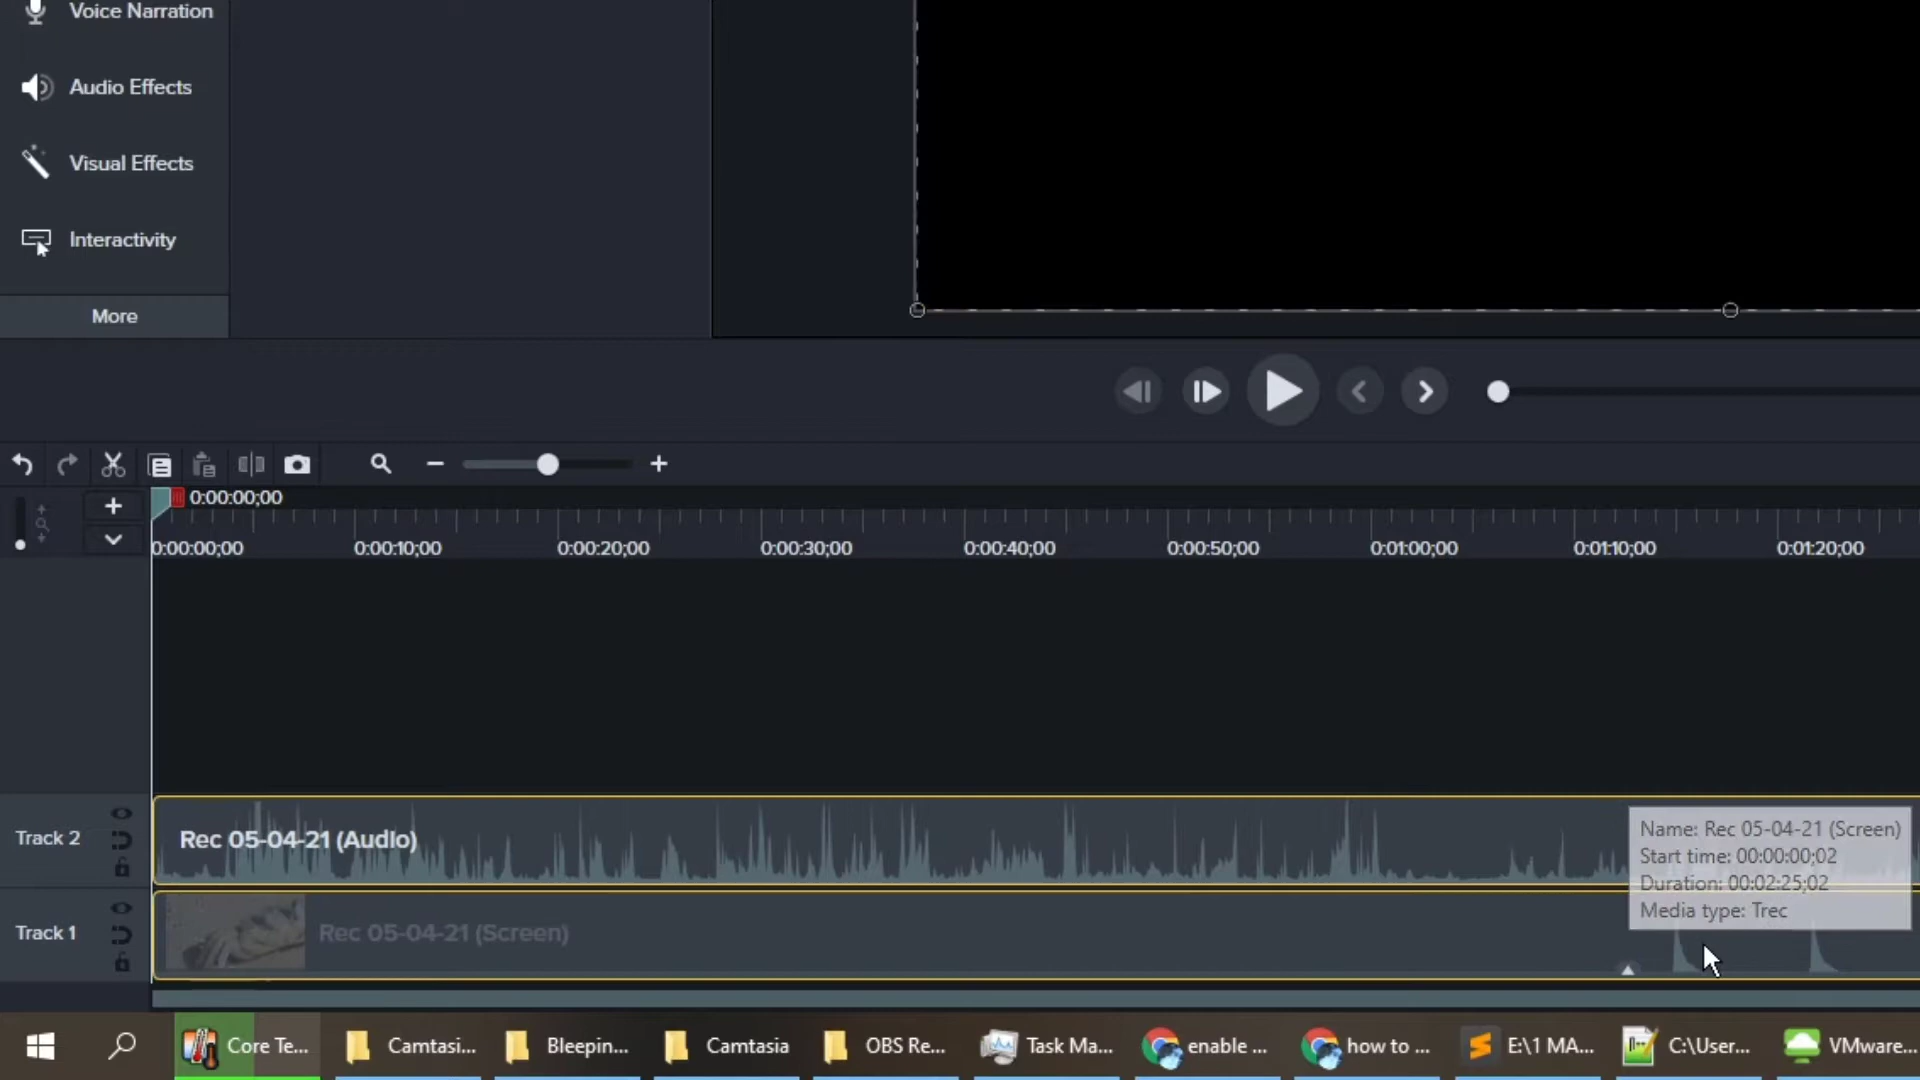 Voice Narration
Audio Effects
Visual Effects
Interactivity
More
0:00:00;00
0:00:00;00 0:00:10;00 0:00:20;00 0:00:30;00 0:00:40;00 0:00:50;00 0:01:00;00 0:01:10;00 0:01:20;00
Track 2
Rec 05-04-21 (Audio)
Name: Rec 05-04-21 (Screen)
Start time: 00:00:00;02
Duration: 00:02:25;02
Media type: Trec
Track 1
Rec 05-04-21 (Screen)
Core Te... Camtasi... Bleepin... Camtasia OBS Re... Task Ma... enable ... how to ... E:\1 MA... C:\User... VMware...